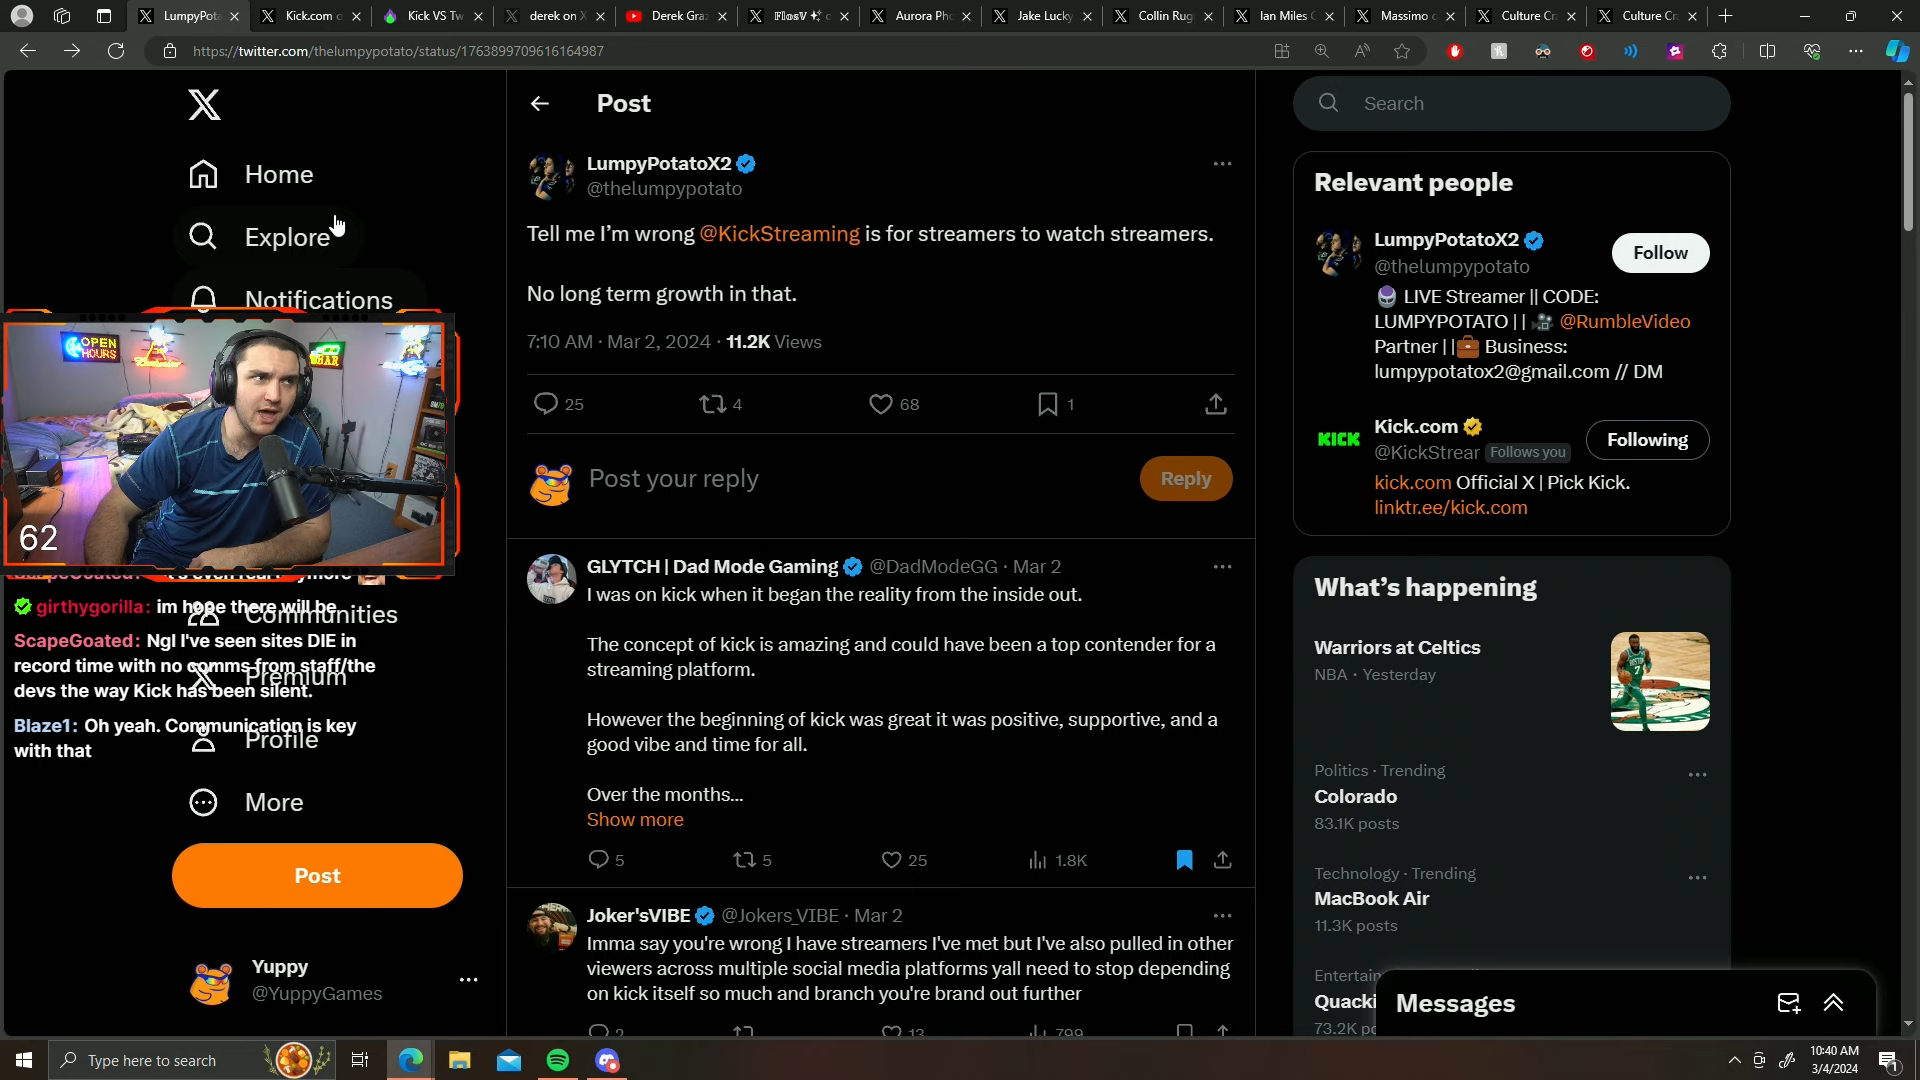 LumpyPota
Kick.com o
Kick VS Tw
derek on X
Derek Gra
Aurora Pho
Jake Lucky
Collin Rug
Ian Miles C
Massimo o
Culture Cr
Culture Cr
https://twitter.com/thelumpypotato/status/1763899709616164987
Home
Explore
Notifications
OPEN
HOURS
BAR
62
girthygorilla: im hope there will be
Communities
ScapeGoated: Ngl I've seen sites DIE in
record time with no comms from staff/the
devs the way Kick has been silent.
Premium
Blaze1: Oh yeah. Communication is key
with that
Profile
More
Post
Yuppy
@YuppyGames
Post
LumpyPotatoX2
@thelumpypotato
Tell me I’m wrong @KickStreaming is for streamers to watch streamers.
No long term growth in that.
7:10 AM · Mar 2, 2024 · 11.2K Views
25 4 68 1
Post your reply
Reply
GLYTCH | Dad Mode Gaming @DadModeGG · Mar 2
I was on kick when it began the reality from the inside out.
The concept of kick is amazing and could have been a top contender for a
streaming platform.
However the beginning of kick was great it was positive, supportive, and a
good vibe and time for all.
Over the months...
Show more
5 5 25 1.8K
Joker'sVIBE @Jokers_VIBE · Mar 2
Imma say you're wrong I have streamers I've met but I've also pulled in other
viewers across multiple social media platforms yall need to stop depending
on kick itself so much and branch you're brand out further
2 13 799
Search
Relevant people
LumpyPotatoX2
@thelumpypotato
Follow
LIVE Streamer || CODE:
LUMPYPOTATO || @RumbleVideo
Partner || Business:
lumpypotatox2@gmail.com // DM
KICK
Kick.com
@KickStrear Follows you
Following
kick.com Official X | Pick Kick.
linktr.ee/kick.com
What’s happening
Warriors at Celtics
NBA · Yesterday
Politics · Trending
Colorado
83.1K posts
Technology · Trending
MacBook Air
11.3K posts
Entertain
Quacki
73.2K po
Messages
Type here to search
10:40 AM
3/4/2024
1